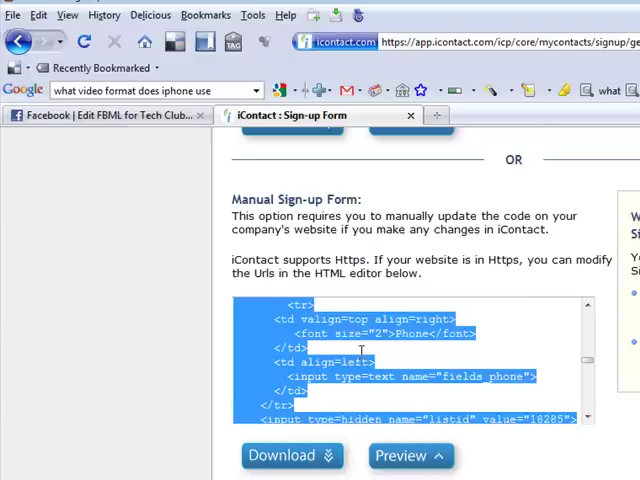 File Edit View History Delicious Bookmarks Tools Help
TAG
icontact.com https://app.icontact.com/icp/core/mycontacts/signup/ge
Recently Bookmarked
Google what video format does iphone use what
Facebook | Edit FBML for Tech Club... iContact : Sign-up Form
OR
Manual Sign-up Form:
This option requires you to manually update the code on your
company's website if you make any changes in iContact.
iContact supports Https. If your website is in Https, you can modify
the Urls in the HTML editor below.
<tr>
<td valign=top align=right>
<font size="2">Phone</font>
</td>
<td align=left>
<input type=text name="fields_phone">
</td>
</tr>
<input type=hidden name="listid" value="18285">
Download Preview
W
Si
Yo
si